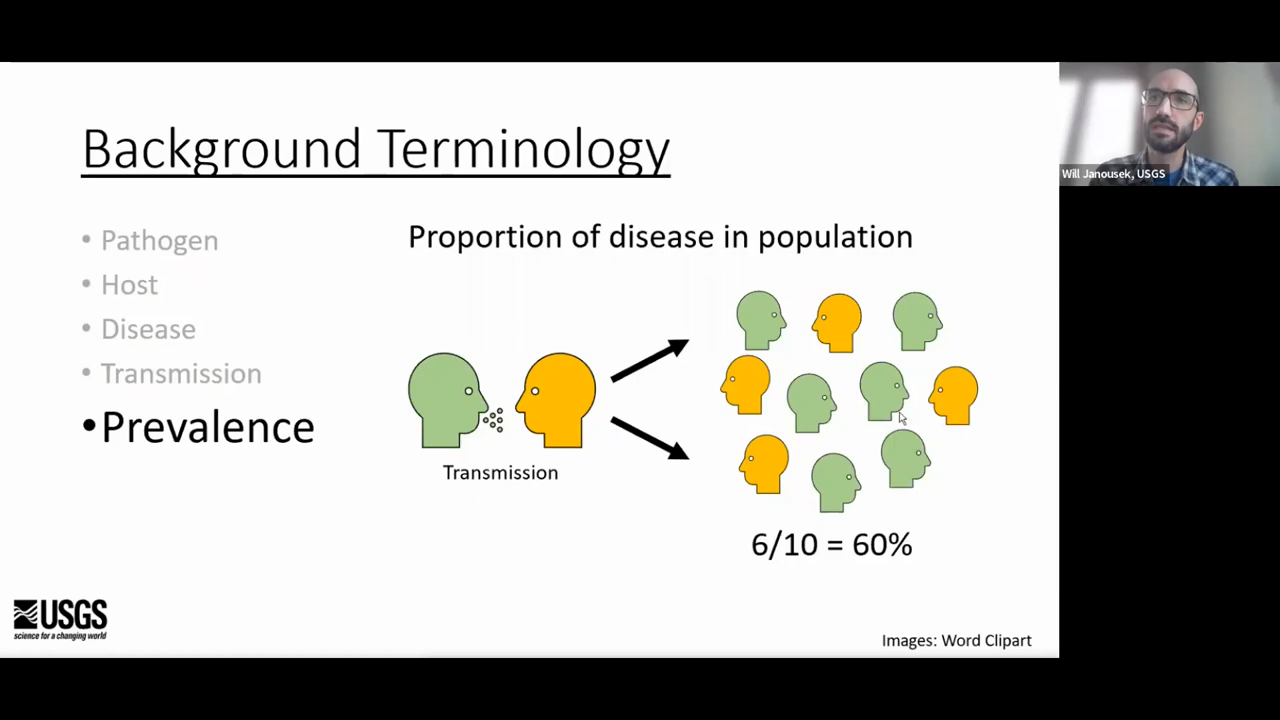 Background Terminology
• Pathogen
• Host
• Disease
• Transmission
• Prevalence
Proportion of disease in population
Transmission
6/10 = 60%
USGS
science for a changing world
Images: Word Clipart
Will Janousek, USGS